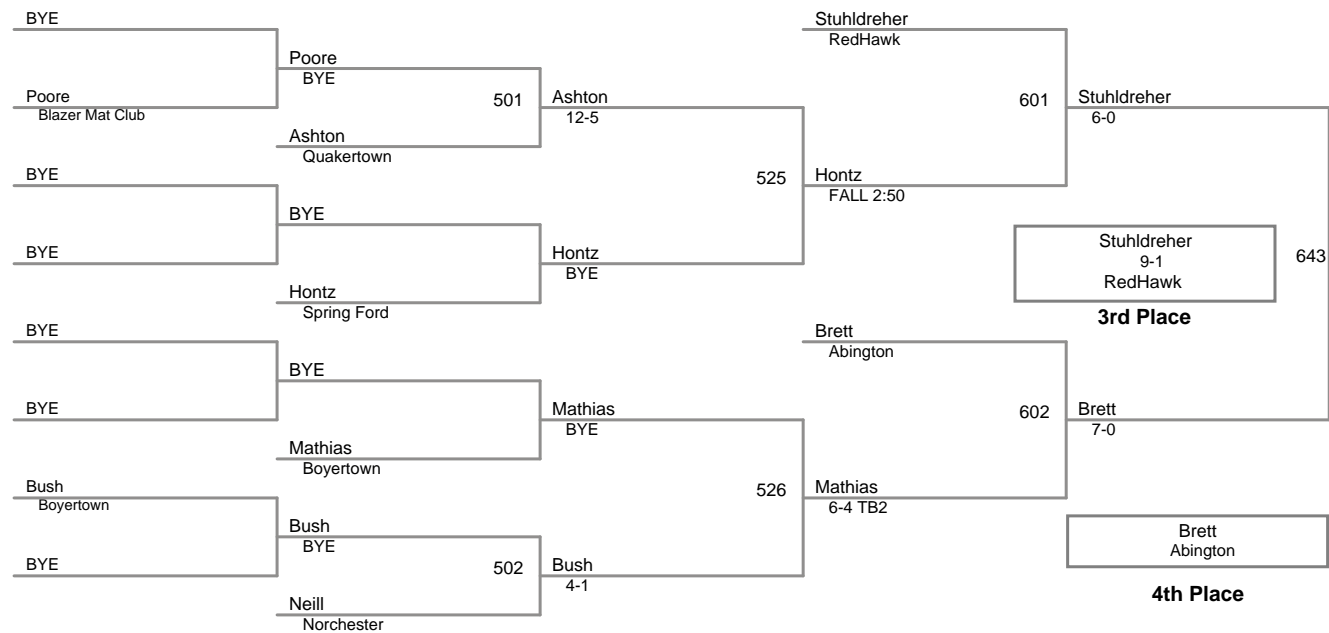 BYE
Poore
Blazer Mat Club
BYE
BYE
BYE
BYE
Bush
Boyertown
BYE
Poore
BYE
Ashton
Quakertown
BYE
Hontz
Spring Ford
BYE
Mathias
Boyertown
Bush
BYE
Neill
Norchester
501
502
Ashton
12-5
Hontz
BYE
Mathias
BYE
Bush
4-1
525
526
Stuhldreher
RedHawk
Hontz
FALL 2:50
Brett
Abington
Mathias
6-4 TB2
601
602
Stuhldreher
6-0
Brett
7-0
643
Stuhldreher
9-1
RedHawk
3rd Place
Brett
Abington
4th Place